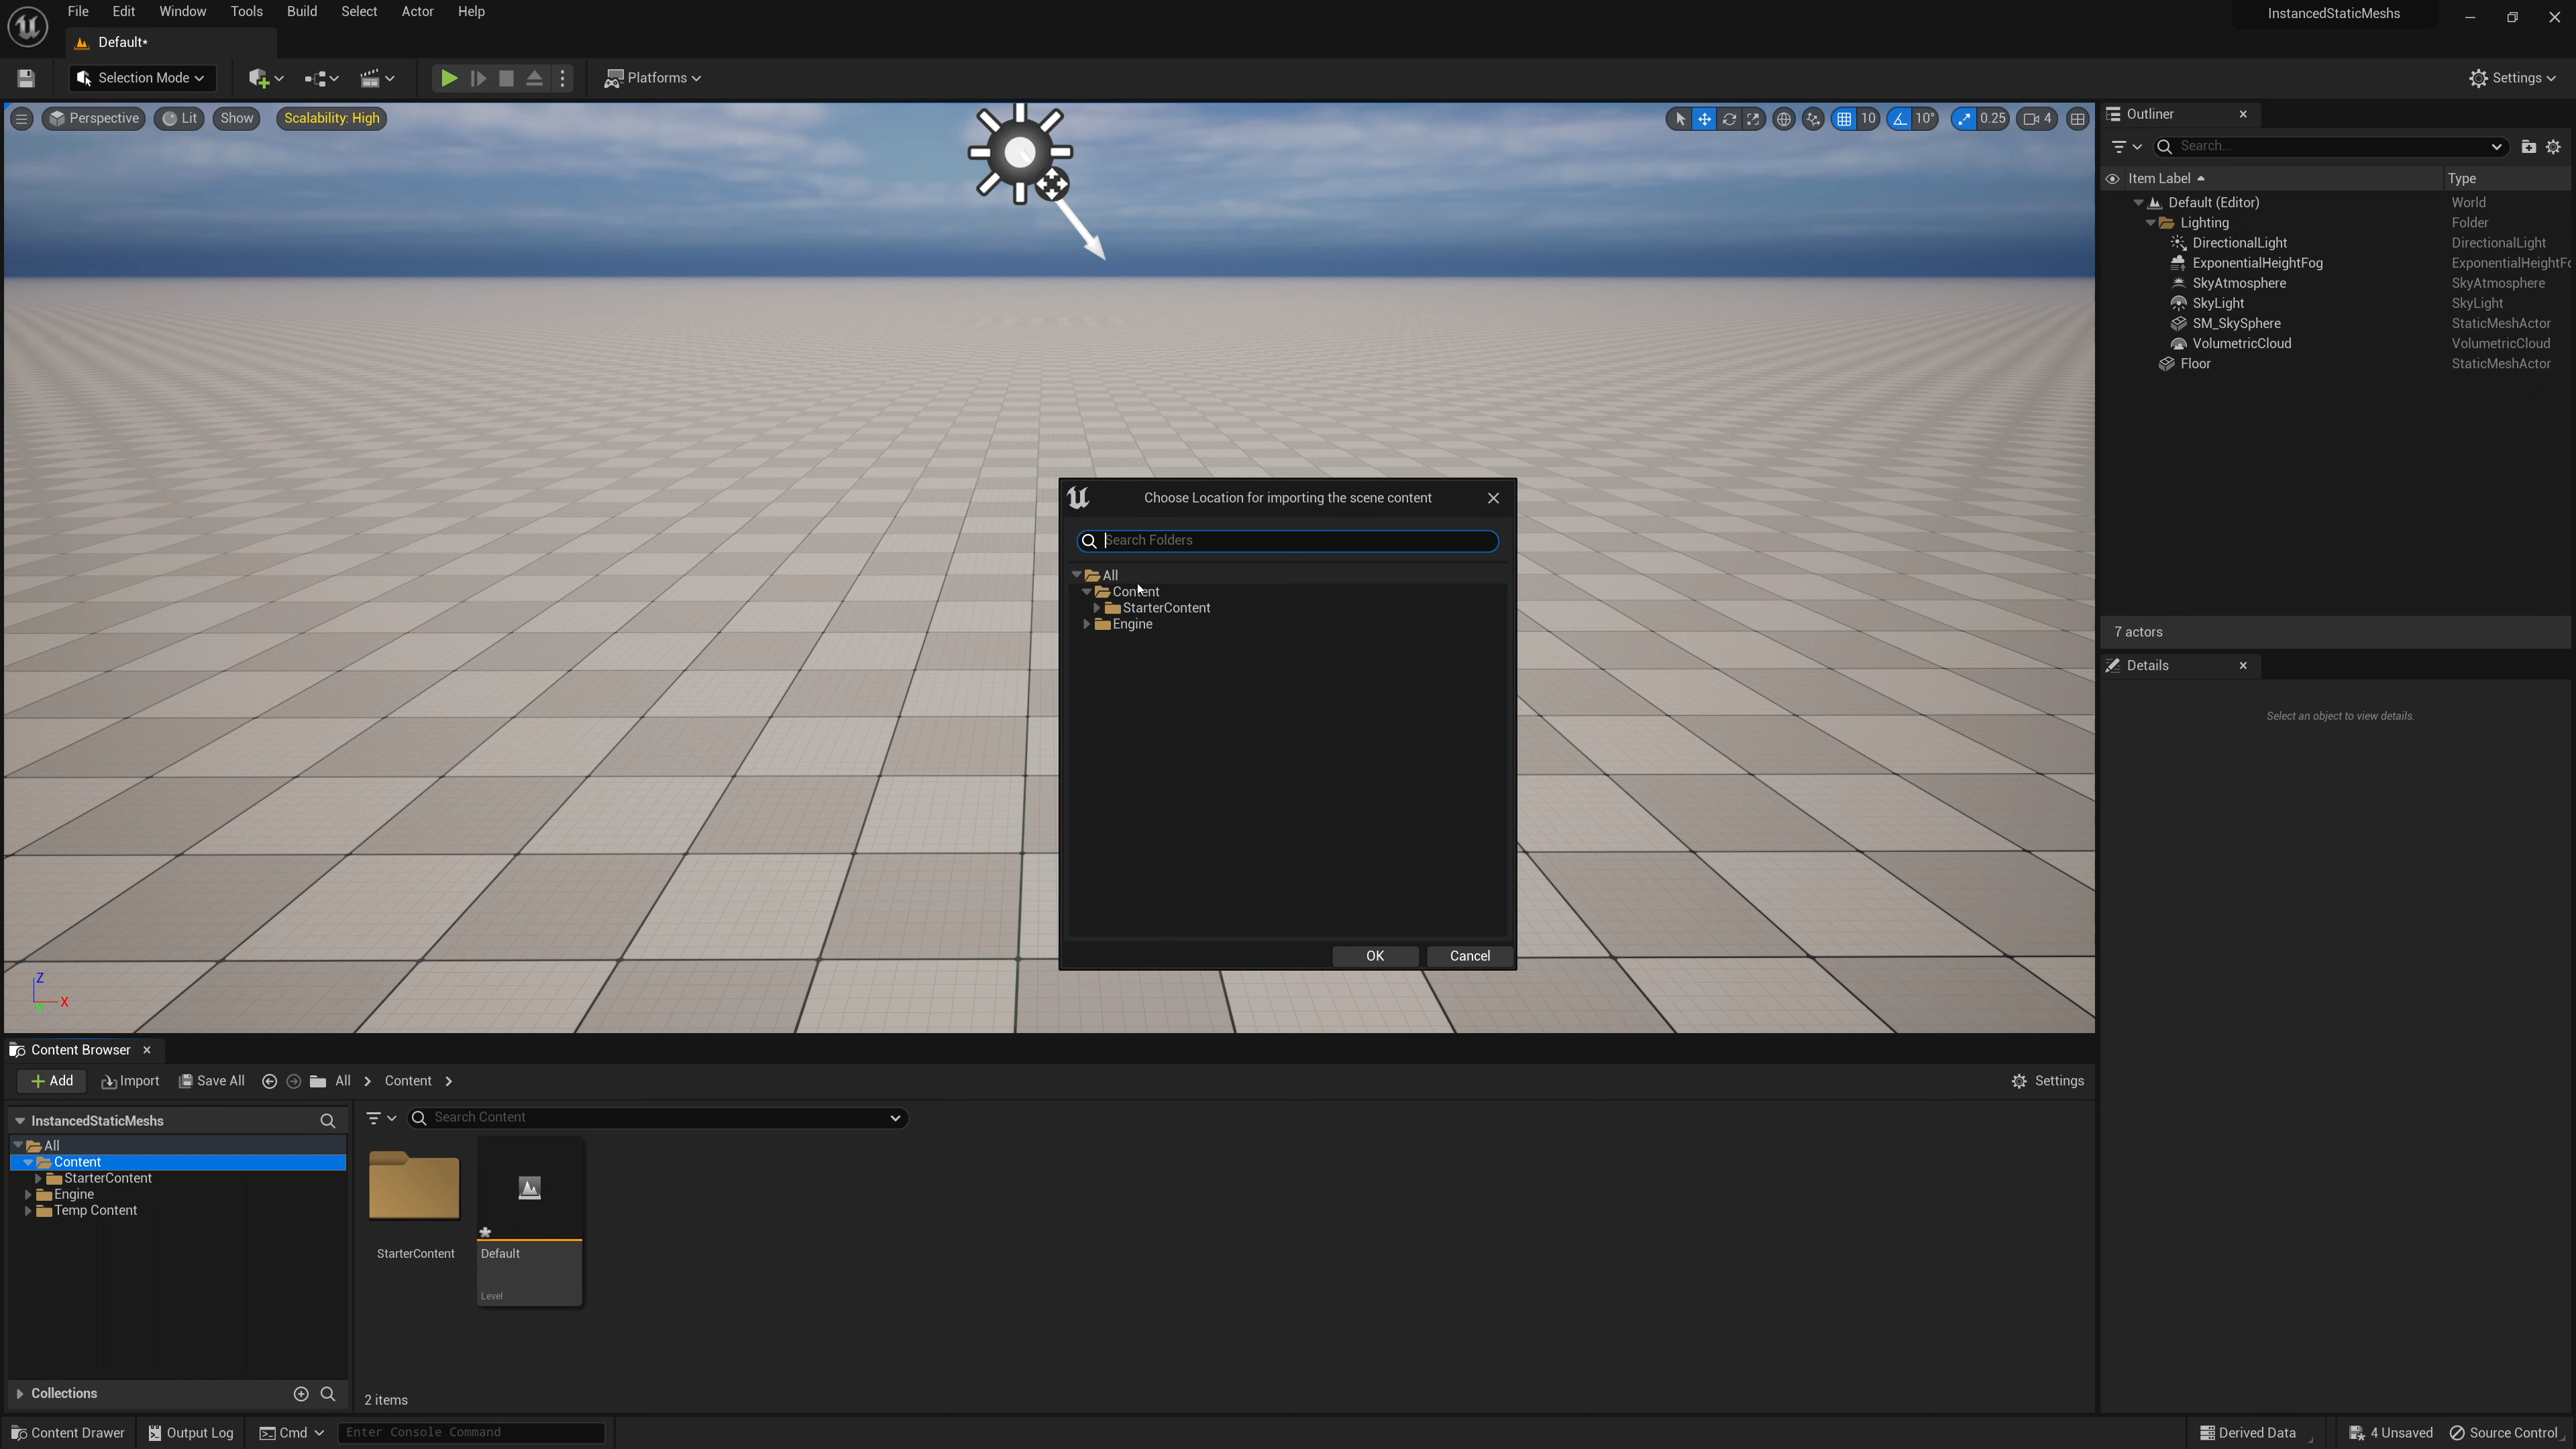 File Edit Window Tools Build Select Actor Help
InstancedStaticMeshs
Default*
Selection Mode
Platforms
Settings
Perspective Lit Show Scalability: High
10 10° 0.25 4
Outliner
Search...
Item Label Type
Default (Editor) World
Lighting Folder
DirectionalLight DirectionalLight
ExponentialHeightFog ExponentialHeightFo
SkyAtmosphere SkyAtmosphere
SkyLight SkyLight
SM_SkySphere StaticMeshActor
VolumetricCloud VolumetricCloud
Floor StaticMeshActor
7 actors
Details
Select an object to view details.
Choose Location for importing the scene content
Search Folders
All
Content
StarterContent
Engine
OK Cancel
Z
X
Y
Content Browser
Add Import Save All All Content Settings
InstancedStaticMeshs
Search Content
All
Content
StarterContent
Engine
Temp Content
StarterContent
Default
Level
Collections
2 items
Content Drawer Output Log Cmd Enter Console Command
Derived Data 4 Unsaved Source Control